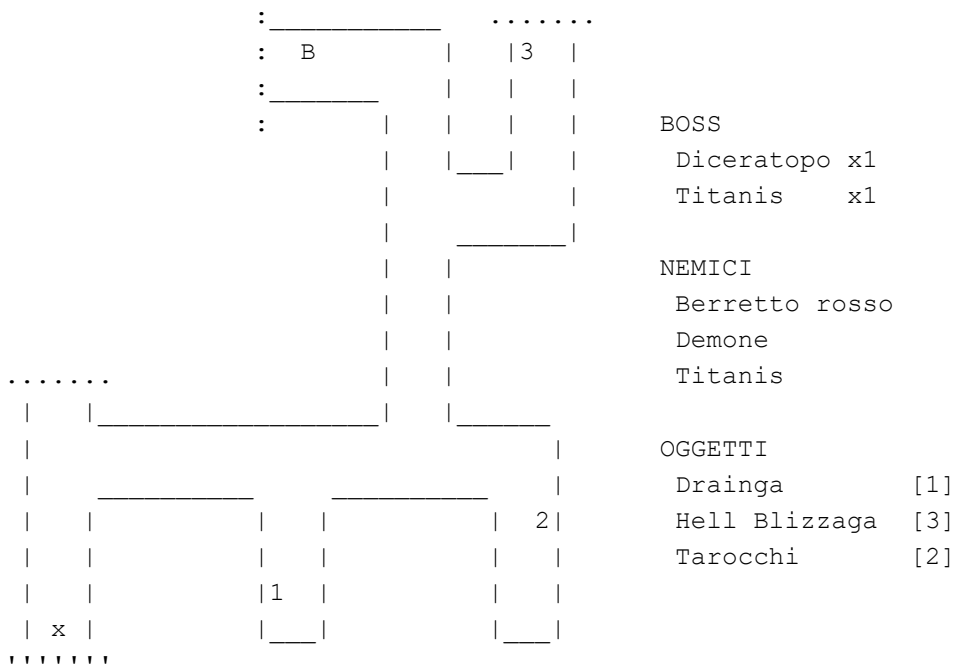 B
3
BOSS
Diceratopo x1
Titanis x1
NEMICI
Berretto rosso
Demone
Titanis
OGGETTI
Drainga [1]
2 Hell Blizzaga [3]
Tarocchi [2]
1
x